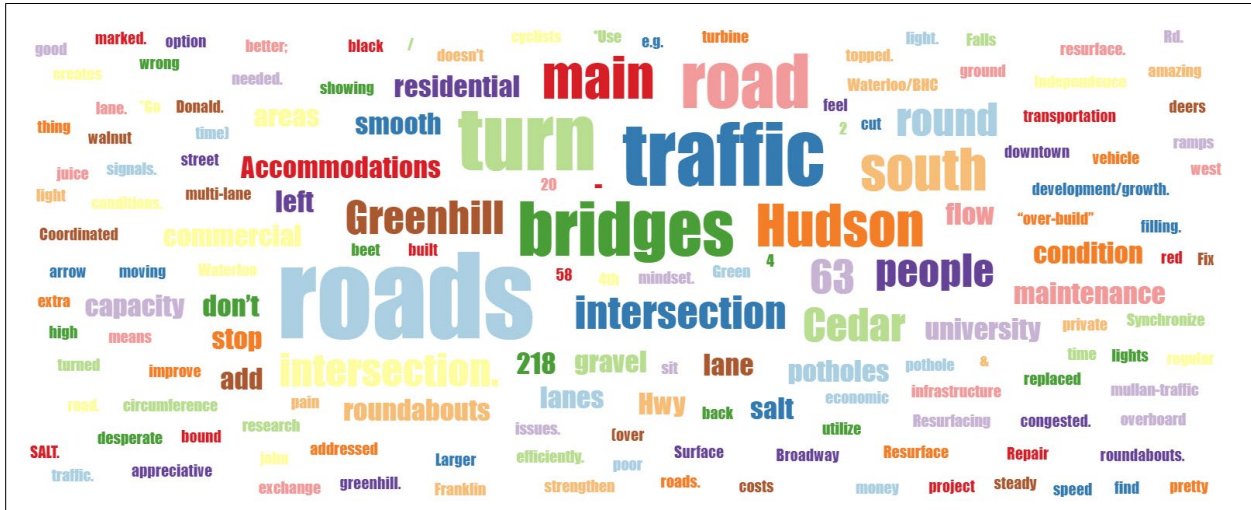 good marked. option better; black / doesn't cyclists "Use e.g. turbine topped. light. Falls resurface. Rd.
creates wrong needed. showing residential main road Waterloo/BHC ground Independence amazing
lane. "Go Donald. areas smooth turn traffic feel 2 cut round transportation deers
thing walnut time) street Accommodations left 20 - south downtown vehicle ramps
juice signals. west
light conditions. multi-lane Greenhill bridges Hudson flow "over-build" development/growth. filling.
Coordinated commercial beet built 4 condition red Fix
arrow moving Waterloo roads 58 4th mindset. Green 63 people maintenance
extra capacity don't intersection Cedar university private Synchronize
high means stop
turned improve add intersection. 218 gravel sit lane potholes pothole & time lights regular
road. circumference pain roundabouts lanes Hwy back salt economic infrastructure replaced mullan-traffic
desperate bound research issues. (over utilize Resurfacing congested. overboard
SALT. john addressed Larger efficiently. poor Surface Broadway Resurface Repair roundabouts.
traffic. appreciative exchange greenhill. Franklin strengthen roads. costs money project steady speed find pretty